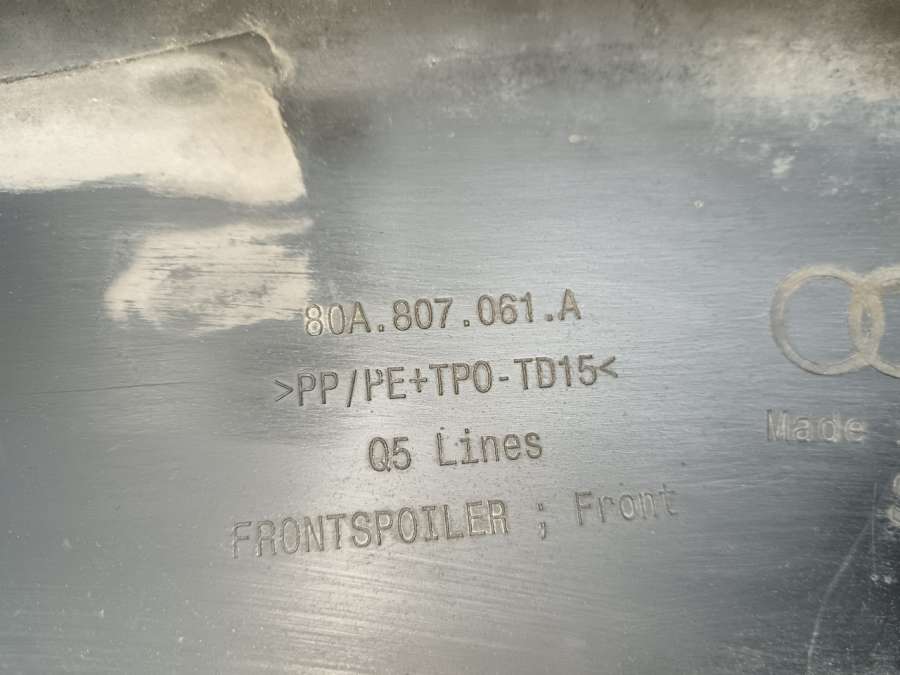 80A.807.061.A
>PP/PE+TPO-TD15<
Q5 Lines
FRONTSPOILER ; Front
Made